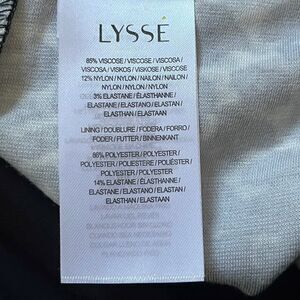 LYSSÉ
85% VISCOSE / VISCOSE / VISCOSA /
VISCOSA / VISKOS / VISKOSE / VISCOSE
12% NYLON / NYLON / NAILON / NAILON /
NYLON / NYLON / NYLON
3% ELASTANE / ÉLASTHANNE /
ELASTANE / ELASTANO / ELASTAN /
ELASTHAN / ELASTAAN
LINING / DOUBLURE / FODERA / FORRO /
FODER / FUTTER / BINNENKANT
86% POLYESTER / POLYESTER /
POLYESTER / POLIESTERE / POLIÉSTER /
POLYESTER / POLYESTER
14% ELASTANE / ÉLASTHANNE /
ELASTANE / ELASTANO / ELASTAN /
ELASTHAN / ELASTAAN